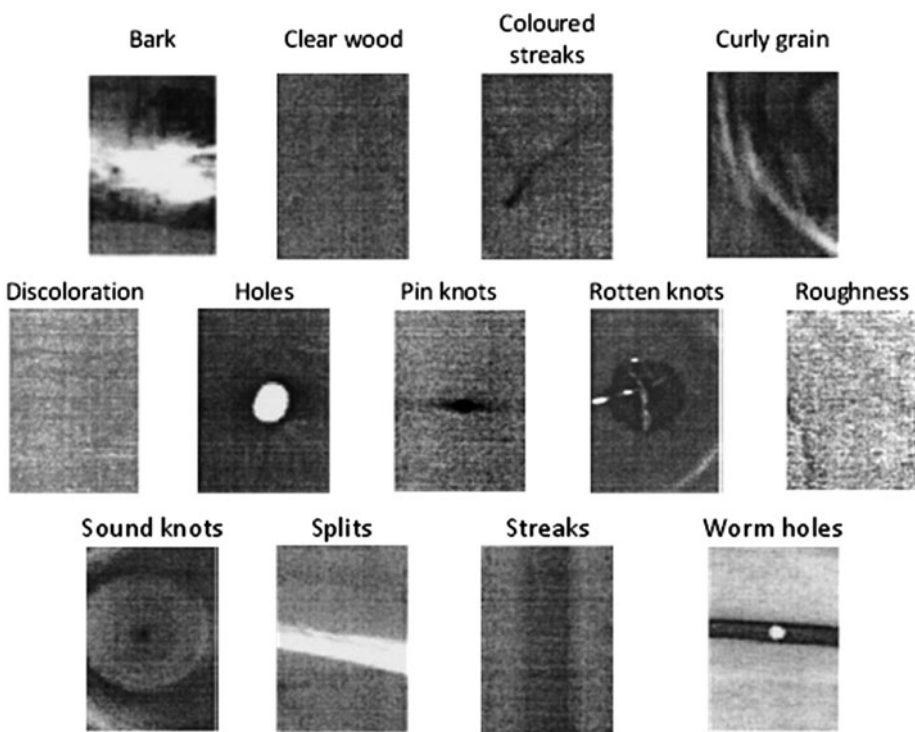 Bark
Clear wood
Coloured
streaks
Curly grain
Discoloration
Holes
Pin knots
Rotten knots
Roughness
Sound knots
Splits
Streaks
Worm holes